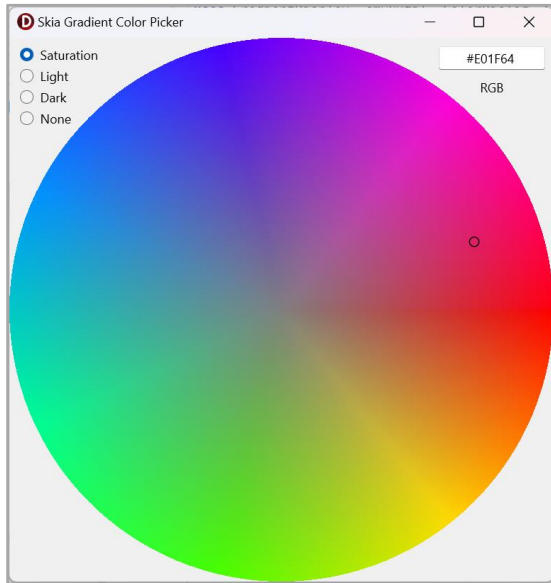 D Skia Gradient Color Picker
Saturation
Light
Dark
None
#E01F64
RGB